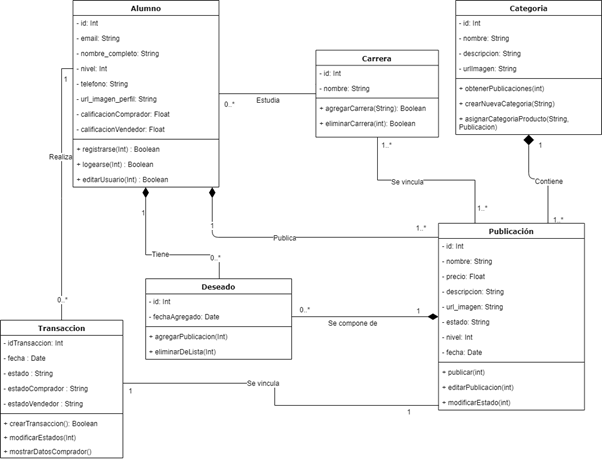 Alumno
- id: Int
- email: String
- nombre_completo: String
- nivel: Int
- telefono: String
- url_imagen_perfil: String
- calificacionComprador: Float
- calificacionVendedor: Float
+ registrarse(Int) : Boolean
+ logearse(Int) : Boolean
+ editarUsuario(Int) : Boolean
Carrera
- id: Int
- nombre: String
+ agregarCarrera(String): Boolean
+ eliminarCarrera(int): Boolean
Categoria
- id: Int
- nombre: String
- descripcion: String
- urlImagen: String
+ obtenerPublicaciones(int)
+ crearNuevaCategoria(String)
+ asignarCategoriaProducto(String,
Publicacion)
1
Realiza
0..*
0..*
Estudia
1..*
Se vincula
1..*
1
Contiene
1..*
1
Tiene
0..*
1
Publica
1..*
Deseado
- id: Int
- fechaAgregado: Date
+ agregarPublicacion(Int)
+ eliminarDeLista(Int)
0..*
Se compone de
1
Publicación
- id: Int
- nombre: String
- precio: Float
- descripcion: String
- url_imagen: String
- estado: String
- nivel: Int
- fecha: Date
+ publicar(int)
+ editarPublicacion(int)
+ modificarEstado(int)
Transaccion
- idTransaccion: Int
- fecha : Date
- estado : String
- estadoComprador : String
- estadoVendedor : String
+ crearTransaccion(): Boolean
+ modificarEstados(Int)
+ mostrarDatosComprador()
1
Se vincula
1